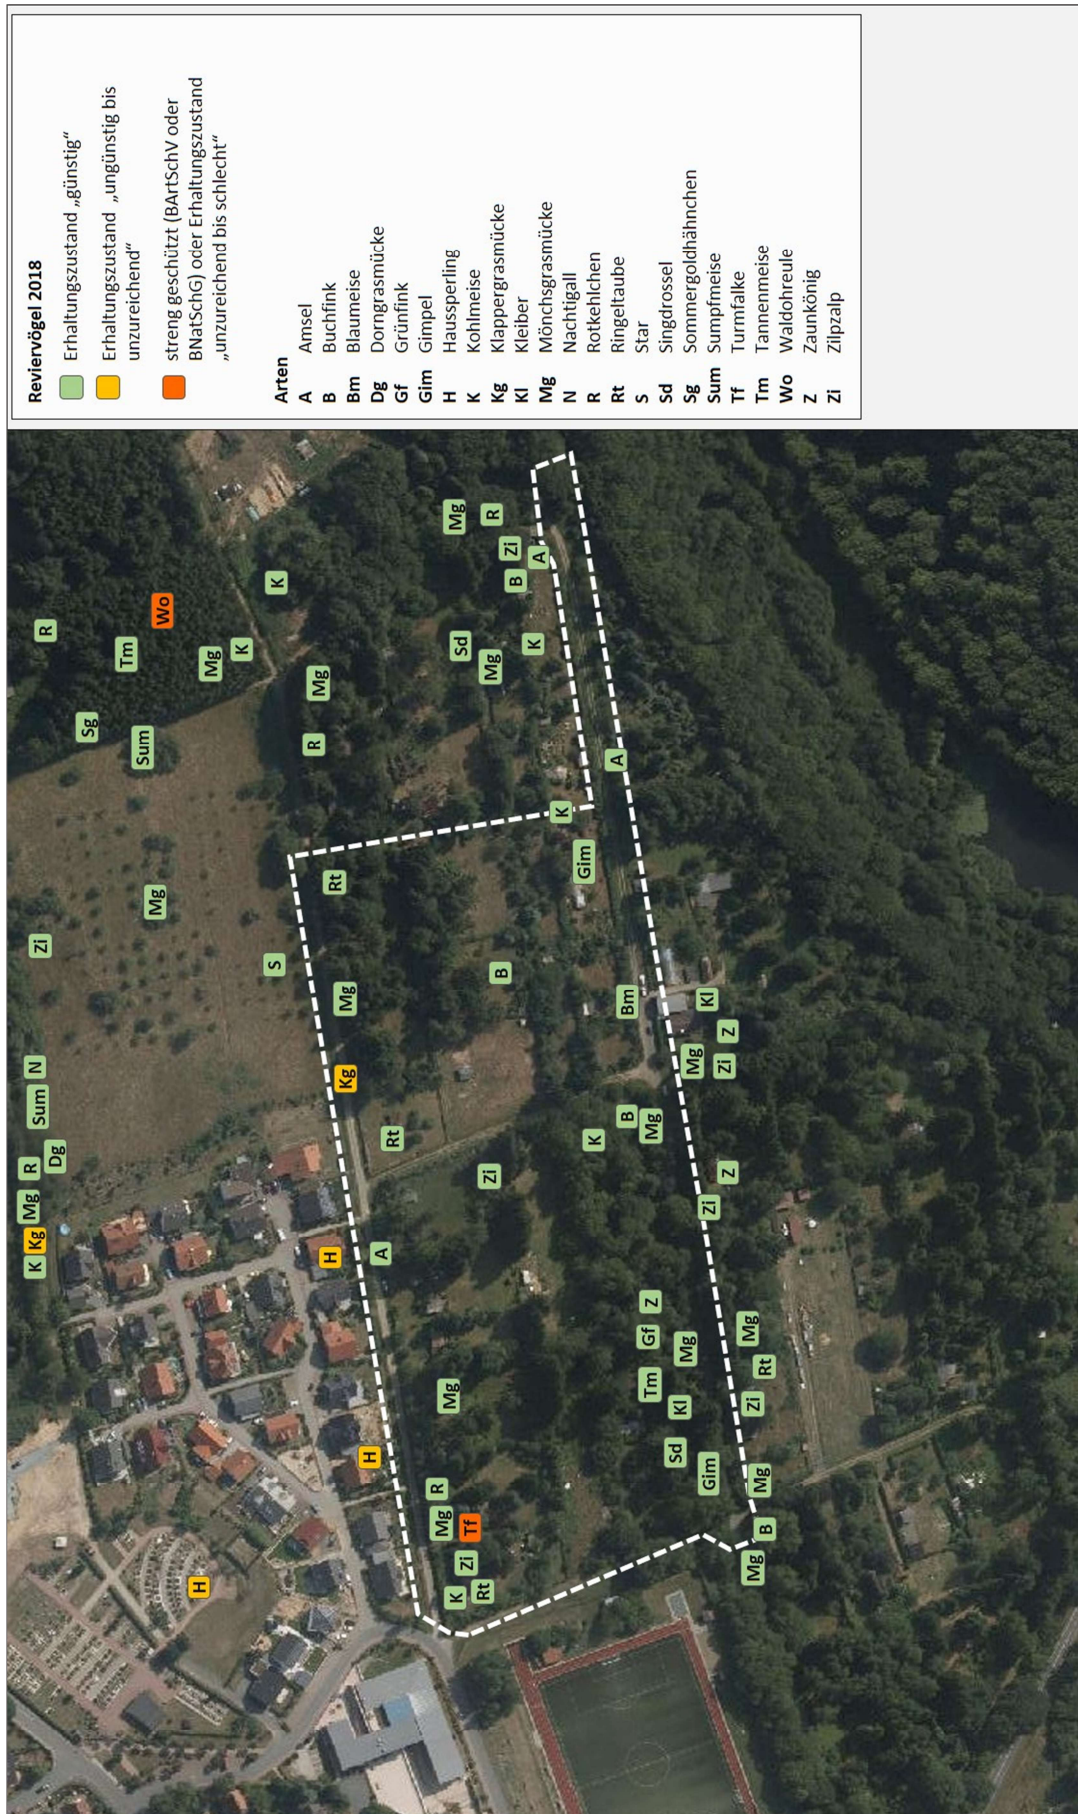 Reviervögel 2018
Erhaltungszustand „günstig“
Erhaltungszustand „ungünstig bis
unzureichend“
streng geschützt (BArtSchV oder
BNatSchG) oder Erhaltungszustand
„unzureichend bis schlecht“
Arten
A Amsel
B Buchfink
Bm Blaumeise
Dg Dorngrasmücke
Gf Grünfink
Gim Gimpel
H Haussperling
K Kohlmeise
Kg Klappergrasmücke
Kl Kleiber
Mg Mönchsgrasmücke
N Nachtigall
R Rotkehlchen
Rt Ringeltaube
S Star
Sd Singdrossel
Sg Sommergoldhähnchen
Sum Sumpfmeise
Tf Turmfalke
Tm Tannenmeise
Wo Waldohreule
Z Zaunkönig
Zi Zilpzalp
K Kg Mg R Sum N Zi R
Dg
Sg
Tm
Sum
Mg
Wo
H Mg
K
S K
R Mg
H Rt
Kg Mg
H A Rt
K Mg R Mg Sd Mg
Rt Zi Tf Zi Mg R
B B Zi
K A
K
Gim
K
B Bm A
Tm Gf Z Mg
Sd Kl Mg Mg
Gim Zi Kl
Z Zi Z
Mg Zi Mg
B Mg Rt